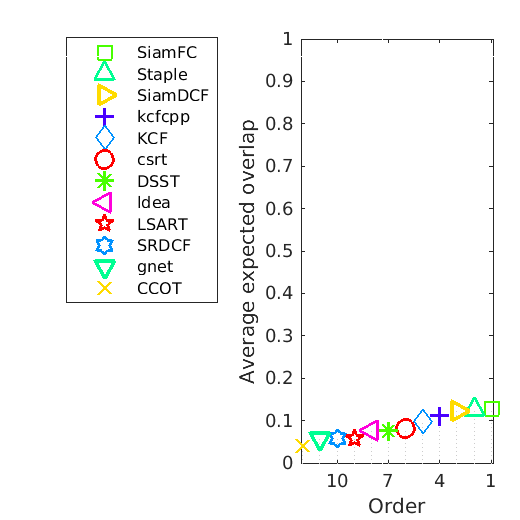 SiamFC
Staple
SiamDCF
kcfcpp
KCF
csrt
DSST
Idea
LSART
SRDCF
gnet
CCOT
Average expected overlap
1
0.9
0.8
0.7
0.6
0.5
0.4
0.3
0.2
0.1
0
10 7 4 1
Order